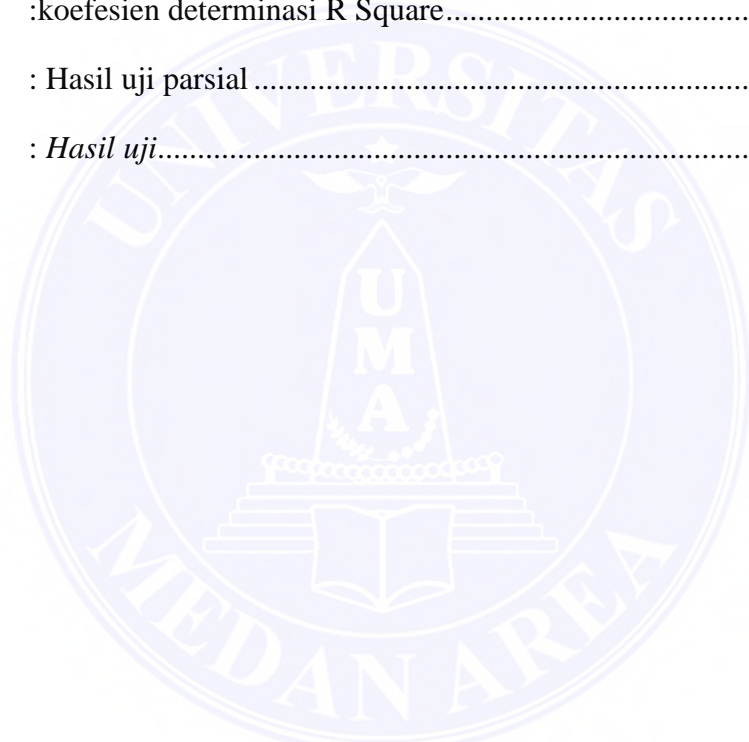 :koefesien determinasi R Square..............................................
: Hasil uji parsial......................................................................
: Hasil uji..................................................................................
UNIVERSITAS
UMA
MEDAN AREA